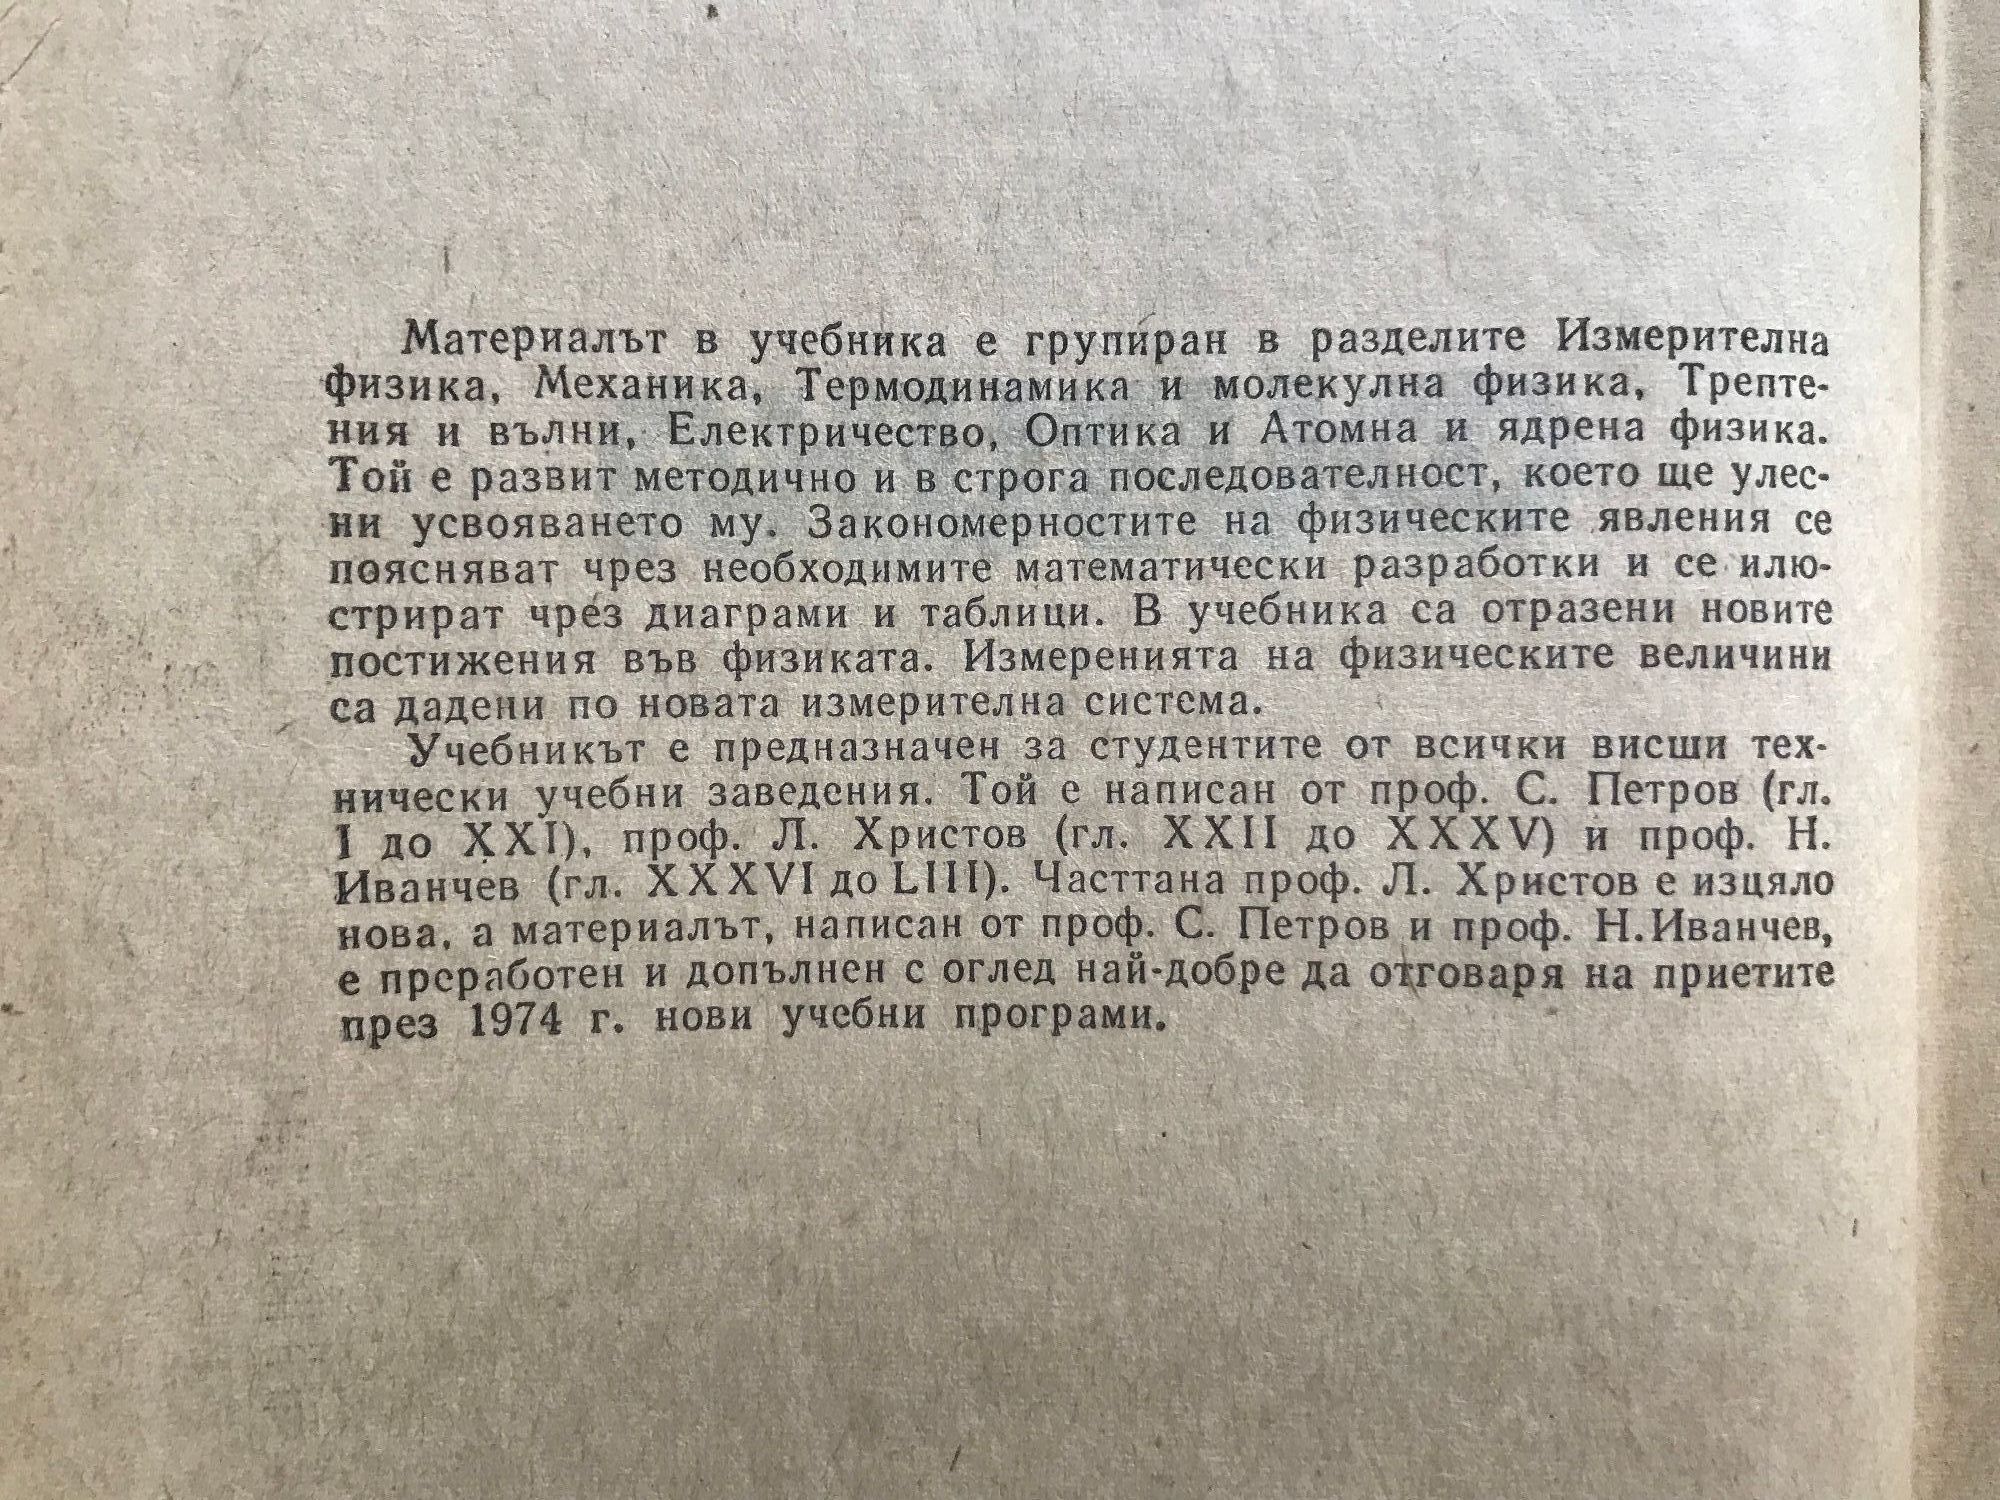 Материалът в учебника е групиран в разделите Измерителна
физика, Механика, Термодинамика и молекулна физика, Трепте-
ния и вълни, Електричество, Оптика и Атомна и ядрена физика.
Той е развит методично и в строга последователност, което ще улес-
ни усвояването му. Закономерностите на физическите явления се
поясняват чрез необходимите математически разработки и се илю-
стрират чрез диаграми и таблици. В учебника са отразени новите
постижения във физиката. Измеренията на физическите величини
са дадени по новата измерителна система.
Учебникът е предназначен за студентите от всички висши тех-
нически учебни заведения. Той е написан от проф. С. Петров (гл.
I до XXI), проф. Л. Христов (гл. XXII до XXXV) и проф. Н.
Иванчев (гл. XXXVI до LIII). Часттана проф. Л. Христов е изцяло
нова, а материалът, написан от проф. С. Петров и проф. Н.Иванчев,
е преработен и допълнен с оглед най-добре да отговаря на приетите
през 1974 г. нови учебни програми.